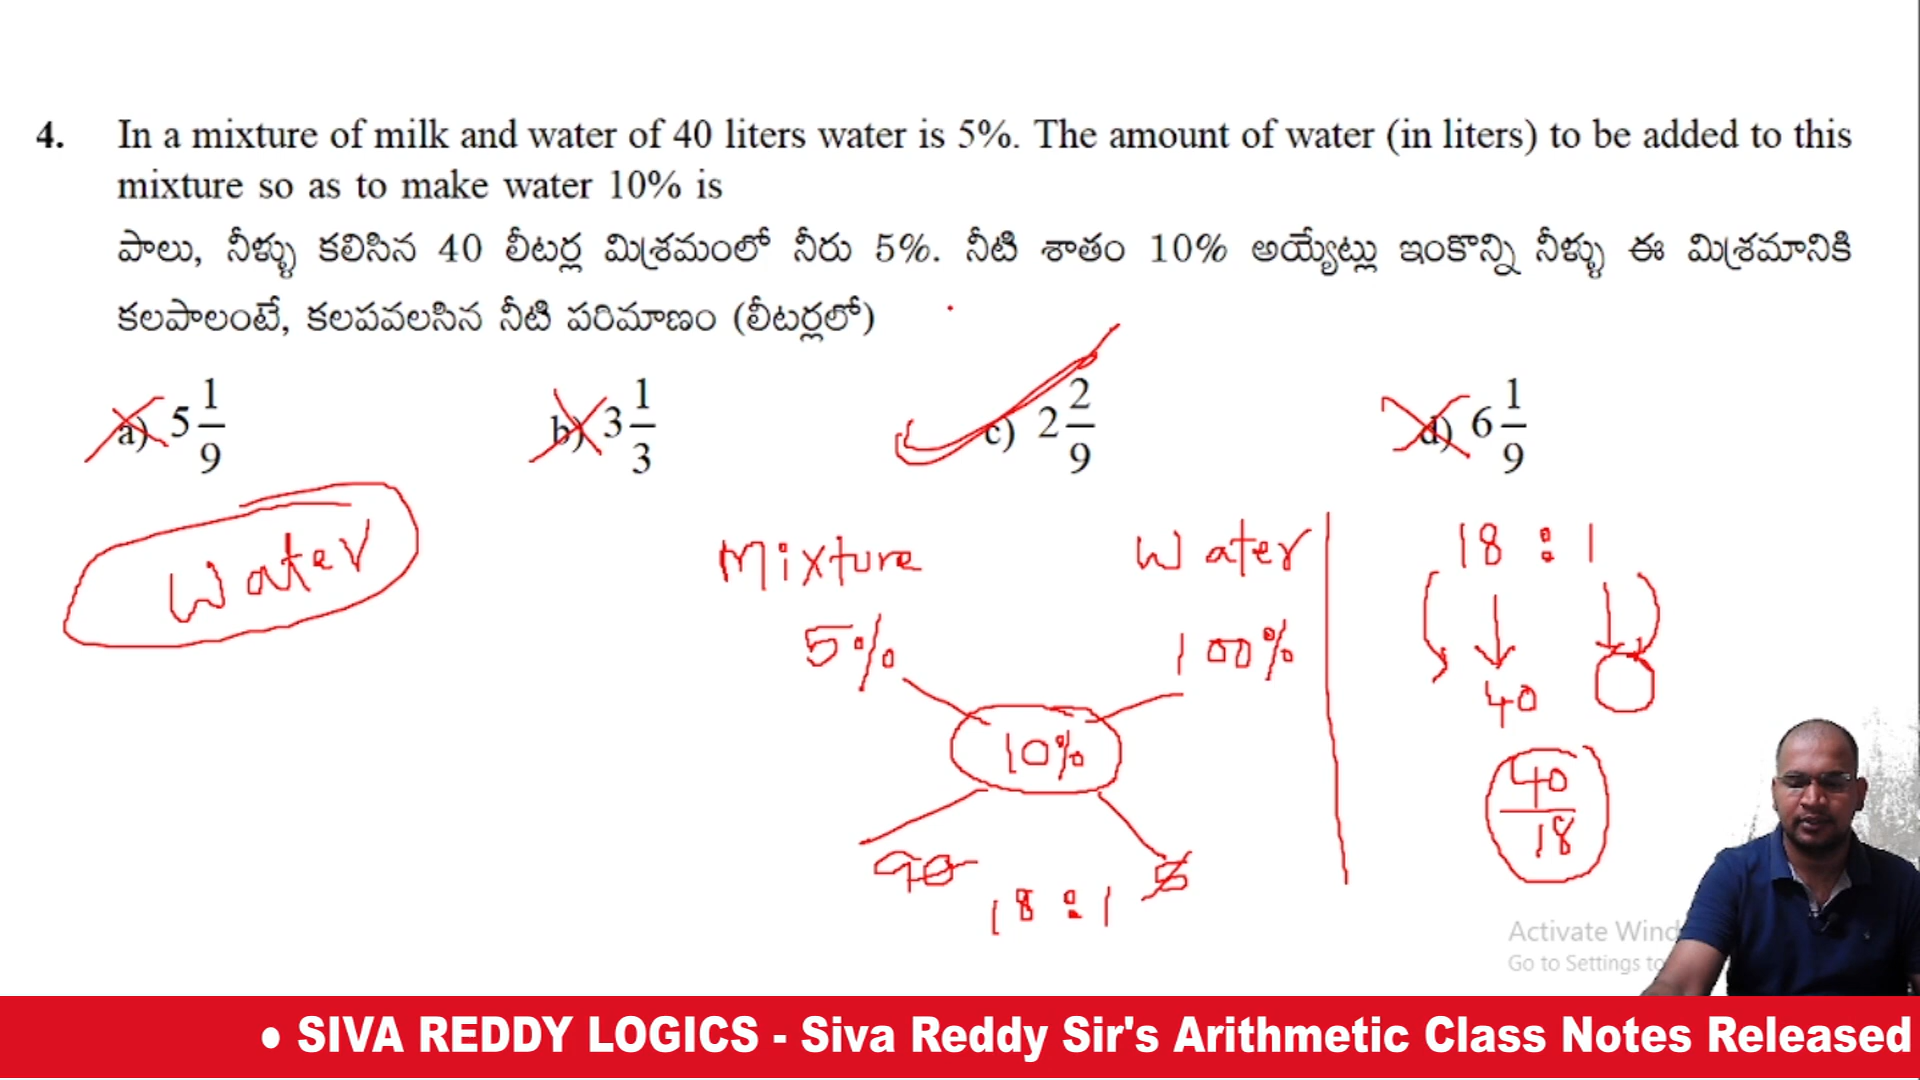 4. In a mixture of milk and water of 40 liters water is 5%. The amount of water (in liters) to be added to this
mixture so as to make water 10% is
పాలు, నీళ్ళు కలిసిన 40 లీటర్ల మిశ్రమంలో నీరు 5%. నీటి శాతం 10% అయ్యేట్లు ఇంకొన్ని నీళ్ళు ఈ మిశ్రమానికి
కలపాలంటే, కలపవలసిన నీటి పరిమాణం (లీటర్లలో)
a) 5 1/9 b) 3 1/3 c) 2 2/9 d) 6 1/9
Water
Mixture Water
5% 100%
10%
90 18 : 1 5
18 : 1
40
40/18
Activate Wind
Go to Settings to
• SIVA REDDY LOGICS - Siva Reddy Sir's Arithmetic Class Notes Released